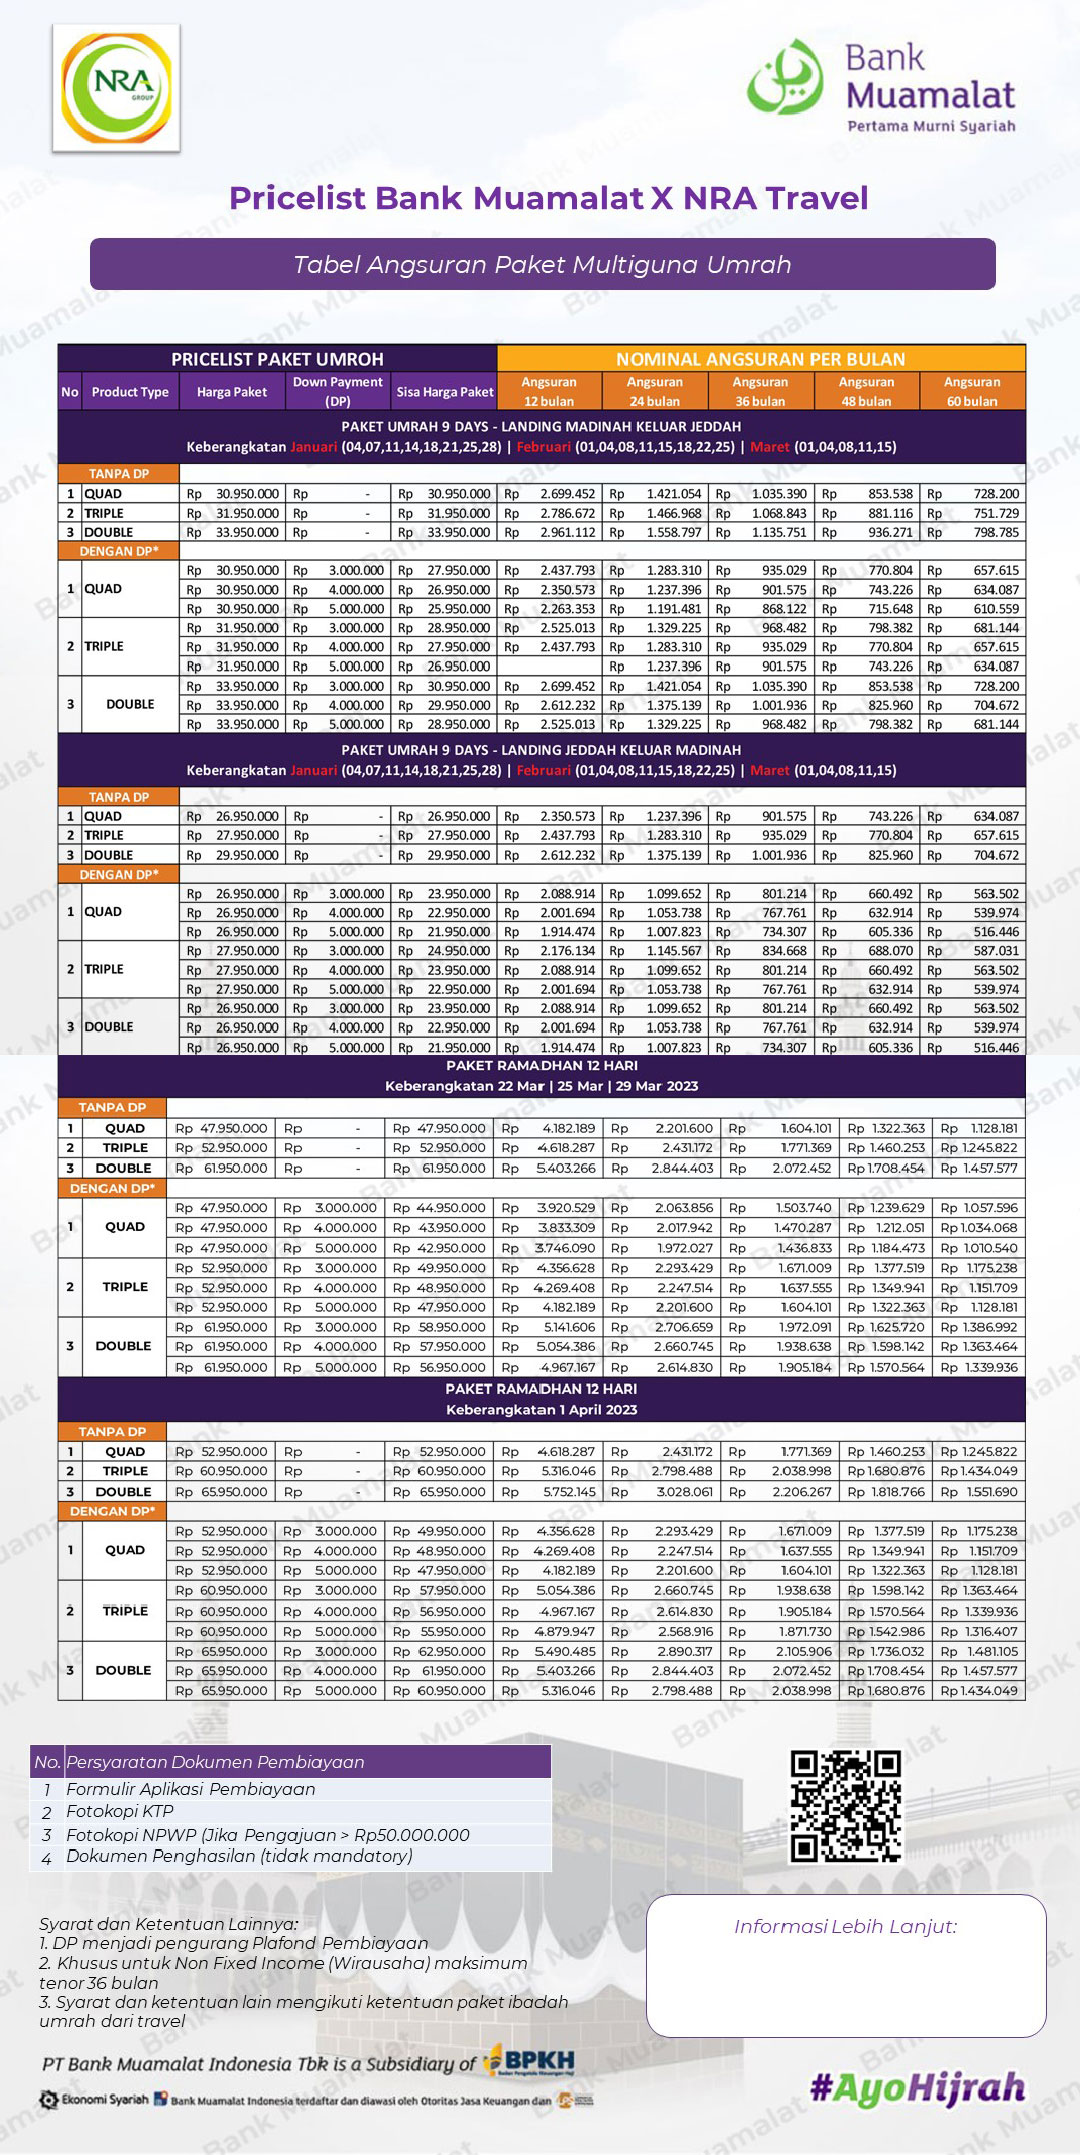 NRA
GROUP
Bank
Muamalat
Pertama Murni Syariah
Pricelist Bank Muamalat X NRA Travel
Tabel Angsuran Paket Multiguna Umrah
PRICELIST PAKET UMROH NOMINAL ANGSURAN PER BULAN
No Product Type Harga Paket Down Payment (DP) Sisa Harga Paket Angsuran 12 bulan Angsuran 24 bulan Angsuran 36 bulan Angsuran 48 bulan Angsuran 60 bulan
PAKET UMRAH 9 DAYS - LANDING MADINAH KELUAR JEDDAH
Keberangkatan Januari (04,07,11,14,18,21,25,28) | Februari (01,04,08,11,15,18,22,25) | Maret (01,04,08,11,15)
TANPA DP
1 QUAD Rp 30.950.000 Rp - Rp 30.950.000 Rp 2.699.452 Rp 1.421.054 Rp 1.035.390 Rp 853.538 Rp 728.200
2 TRIPLE Rp 31.950.000 Rp - Rp 31.950.000 Rp 2.786.672 Rp 1.466.968 Rp 1.068.843 Rp 881.116 Rp 751.729
3 DOUBLE Rp 33.950.000 Rp - Rp 33.950.000 Rp 2.961.112 Rp 1.558.797 Rp 1.135.751 Rp 936.271 Rp 798.785
DENGAN DP*
Rp 30.950.000 Rp 3.000.000 Rp 27.950.000 Rp 2.437.793 Rp 1.283.310 Rp 935.029 Rp 770.804 Rp 657.615
1 QUAD Rp 30.950.000 Rp 4.000.000 Rp 26.950.000 Rp 2.350.573 Rp 1.237.396 Rp 901.575 Rp 743.226 Rp 634.087
Rp 30.950.000 Rp 5.000.000 Rp 25.950.000 Rp 2.263.353 Rp 1.191.481 Rp 868.122 Rp 715.648 Rp 610.559
Rp 31.950.000 Rp 3.000.000 Rp 28.950.000 Rp 2.525.013 Rp 1.329.225 Rp 968.482 Rp 798.382 Rp 681.144
2 TRIPLE Rp 31.950.000 Rp 4.000.000 Rp 27.950.000 Rp 2.437.793 Rp 1.283.310 Rp 935.029 Rp 770.804 Rp 657.615
Rp 31.950.000 Rp 5.000.000 Rp 26.950.000 Rp 1.237.396 Rp 901.575 Rp 743.226 Rp 634.087
Rp 33.950.000 Rp 3.000.000 Rp 30.950.000 Rp 2.699.452 Rp 1.421.054 Rp 1.035.390 Rp 853.538 Rp 728.200
3 DOUBLE Rp 33.950.000 Rp 4.000.000 Rp 29.950.000 Rp 2.612.232 Rp 1.375.139 Rp 1.001.936 Rp 825.960 Rp 704.672
Rp 33.950.000 Rp 5.000.000 Rp 28.950.000 Rp 2.525.013 Rp 1.329.225 Rp 968.482 Rp 798.382 Rp 681.144
PAKET UMRAH 9 DAYS - LANDING JEDDAH KELUAR MADINAH
Keberangkatan Januari (04,07,11,14,18,21,25,28) | Februari (01,04,08,11,15,18,22,25) | Maret (01,04,08,11,15)
TANPA DP
1 QUAD Rp 26.950.000 Rp - Rp 26.950.000 Rp 2.350.573 Rp 1.237.396 Rp 901.575 Rp 743.226 Rp 634.087
2 TRIPLE Rp 27.950.000 Rp - Rp 27.950.000 Rp 2.437.793 Rp 1.283.310 Rp 935.029 Rp 770.804 Rp 657.615
3 DOUBLE Rp 29.950.000 Rp - Rp 29.950.000 Rp 2.612.232 Rp 1.375.139 Rp 1.001.936 Rp 825.960 Rp 704.672
DENGAN DP*
Rp 26.950.000 Rp 3.000.000 Rp 23.950.000 Rp 2.088.914 Rp 1.099.652 Rp 801.214 Rp 660.492 Rp 563.502
1 QUAD Rp 26.950.000 Rp 4.000.000 Rp 22.950.000 Rp 2.001.694 Rp 1.053.738 Rp 767.761 Rp 632.914 Rp 539.974
Rp 26.950.000 Rp 5.000.000 Rp 21.950.000 Rp 1.914.474 Rp 1.007.823 Rp 734.307 Rp 605.336 Rp 516.446
Rp 27.950.000 Rp 3.000.000 Rp 24.950.000 Rp 2.176.134 Rp 1.145.567 Rp 834.668 Rp 688.070 Rp 587.031
2 TRIPLE Rp 27.950.000 Rp 4.000.000 Rp 23.950.000 Rp 2.088.914 Rp 1.099.652 Rp 801.214 Rp 660.492 Rp 563.502
Rp 27.950.000 Rp 5.000.000 Rp 22.950.000 Rp 2.001.694 Rp 1.053.738 Rp 767.761 Rp 632.914 Rp 539.974
Rp 26.950.000 Rp 3.000.000 Rp 23.950.000 Rp 2.088.914 Rp 1.099.652 Rp 801.214 Rp 660.492 Rp 563.502
3 DOUBLE Rp 26.950.000 Rp 4.000.000 Rp 22.950.000 Rp 2.001.694 Rp 1.053.738 Rp 767.761 Rp 632.914 Rp 539.974
Rp 26.950.000 Rp 5.000.000 Rp 21.950.000 Rp 1.914.474 Rp 1.007.823 Rp 734.307 Rp 605.336 Rp 516.446
PAKET RAMADHAN 12 HARI
Keberangkatan 22 Mar | 25 Mar | 29 Mar 2023
TANPA DP
1 QUAD Rp 47.950.000 Rp - Rp 47.950.000 Rp 4.182.189 Rp 2.201.600 Rp 1.604.101 Rp 1.322.363 Rp 1.128.181
2 TRIPLE Rp 52.950.000 Rp - Rp 52.950.000 Rp 4.618.287 Rp 2.431.172 Rp 1.771.369 Rp 1.460.253 Rp 1.245.822
3 DOUBLE Rp 61.950.000 Rp - Rp 61.950.000 Rp 5.403.266 Rp 2.844.403 Rp 2.072.452 Rp 1.708.454 Rp 1.457.577
DENGAN DP*
Rp 47.950.000 Rp 3.000.000 Rp 44.950.000 Rp 3.920.529 Rp 2.063.856 Rp 1.503.740 Rp 1.239.629 Rp 1.057.596
1 QUAD Rp 47.950.000 Rp 4.000.000 Rp 43.950.000 Rp 3.833.309 Rp 2.017.942 Rp 1.470.287 Rp 1.212.051 Rp 1.034.068
Rp 47.950.000 Rp 5.000.000 Rp 42.950.000 Rp 3.746.090 Rp 1.972.027 Rp 1.436.833 Rp 1.184.473 Rp 1.010.540
Rp 52.950.000 Rp 3.000.000 Rp 49.950.000 Rp 4.356.628 Rp 2.293.429 Rp 1.671.009 Rp 1.377.519 Rp 1.175.238
2 TRIPLE Rp 52.950.000 Rp 4.000.000 Rp 48.950.000 Rp 4.269.408 Rp 2.247.514 Rp 1.637.555 Rp 1.349.941 Rp 1.151.709
Rp 52.950.000 Rp 5.000.000 Rp 47.950.000 Rp 4.182.189 Rp 2.201.600 Rp 1.604.101 Rp 1.322.363 Rp 1.128.181
Rp 61.950.000 Rp 3.000.000 Rp 58.950.000 Rp 5.141.606 Rp 2.706.659 Rp 1.972.091 Rp 1.625.720 Rp 1.386.992
3 DOUBLE Rp 61.950.000 Rp 4.000.000 Rp 57.950.000 Rp 5.054.386 Rp 2.660.745 Rp 1.938.638 Rp 1.598.142 Rp 1.363.464
Rp 61.950.000 Rp 5.000.000 Rp 56.950.000 Rp 4.967.167 Rp 2.614.830 Rp 1.905.184 Rp 1.570.564 Rp 1.339.936
PAKET RAMADHAN 12 HARI
Keberangkatan 1 April 2023
TANPA DP
1 QUAD Rp 52.950.000 Rp - Rp 52.950.000 Rp 4.618.287 Rp 2.431.172 Rp 1.771.369 Rp 1.460.253 Rp 1.245.822
2 TRIPLE Rp 60.950.000 Rp - Rp 60.950.000 Rp 5.316.046 Rp 2.798.488 Rp 2.038.998 Rp 1.680.876 Rp 1.434.049
3 DOUBLE Rp 65.950.000 Rp - Rp 65.950.000 Rp 5.752.145 Rp 3.028.061 Rp 2.206.267 Rp 1.818.766 Rp 1.551.690
DENGAN DP*
Rp 52.950.000 Rp 3.000.000 Rp 49.950.000 Rp 4.356.628 Rp 2.293.429 Rp 1.671.009 Rp 1.377.519 Rp 1.175.238
1 QUAD Rp 52.950.000 Rp 4.000.000 Rp 48.950.000 Rp 4.269.408 Rp 2.247.514 Rp 1.637.555 Rp 1.349.941 Rp 1.151.709
Rp 52.950.000 Rp 5.000.000 Rp 47.950.000 Rp 4.182.189 Rp 2.201.600 Rp 1.604.101 Rp 1.322.363 Rp 1.128.181
Rp 60.950.000 Rp 3.000.000 Rp 57.950.000 Rp 5.054.386 Rp 2.660.745 Rp 1.938.638 Rp 1.598.142 Rp 1.363.464
2 TRIPLE Rp 60.950.000 Rp 4.000.000 Rp 56.950.000 Rp 4.967.167 Rp 2.614.830 Rp 1.905.184 Rp 1.570.564 Rp 1.339.936
Rp 60.950.000 Rp 5.000.000 Rp 55.950.000 Rp 4.879.947 Rp 2.568.916 Rp 1.871.730 Rp 1.542.986 Rp 1.316.407
Rp 65.950.000 Rp 3.000.000 Rp 62.950.000 Rp 5.490.485 Rp 2.890.317 Rp 2.105.906 Rp 1.736.032 Rp 1.481.105
3 DOUBLE Rp 65.950.000 Rp 4.000.000 Rp 61.950.000 Rp 5.403.266 Rp 2.844.403 Rp 2.072.452 Rp 1.708.454 Rp 1.457.577
Rp 65.950.000 Rp 5.000.000 Rp 60.950.000 Rp 5.316.046 Rp 2.798.488 Rp 2.038.998 Rp 1.680.876 Rp 1.434.049
No. Persyaratan Dokumen Pembiayaan
1 Formulir Aplikasi Pembiayaan
2 Fotokopi KTP
3 Fotokopi NPWP (Jika Pengajuan > Rp50.000.000
4 Dokumen Penghasilan (tidak mandatory)
Syarat dan Ketentuan Lainnya:
1. DP menjadi pengurang Plafond Pembiayaan
2. Khusus untuk Non Fixed Income (Wirausaha) maksimum
tenor 36 bulan
3. Syarat dan ketentuan lain mengikuti ketentuan paket ibadah
umrah dari travel
Informasi Lebih Lanjut:
PT Bank Muamalat Indonesia Tbk is a Subsidiary of BPKH
Ekonomi Syariah Bank Muamalat Indonesia terdaftar dan diawasi oleh Otoritas Jasa Keuangan dan
#AyoHijrah